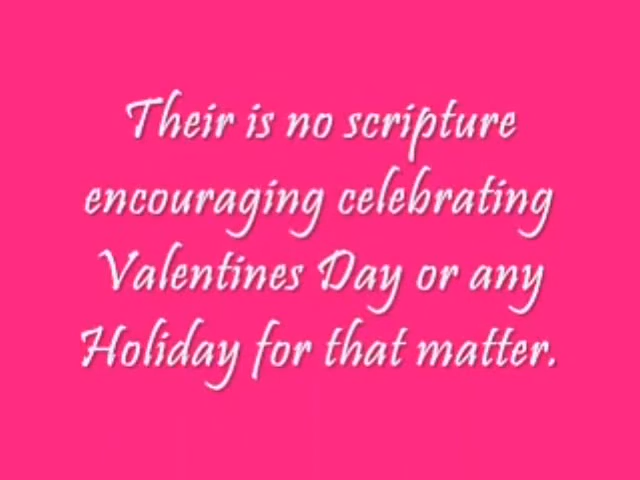 Their is no scripture
encouraging celebrating
Valentines Day or any
Holiday for that matter.